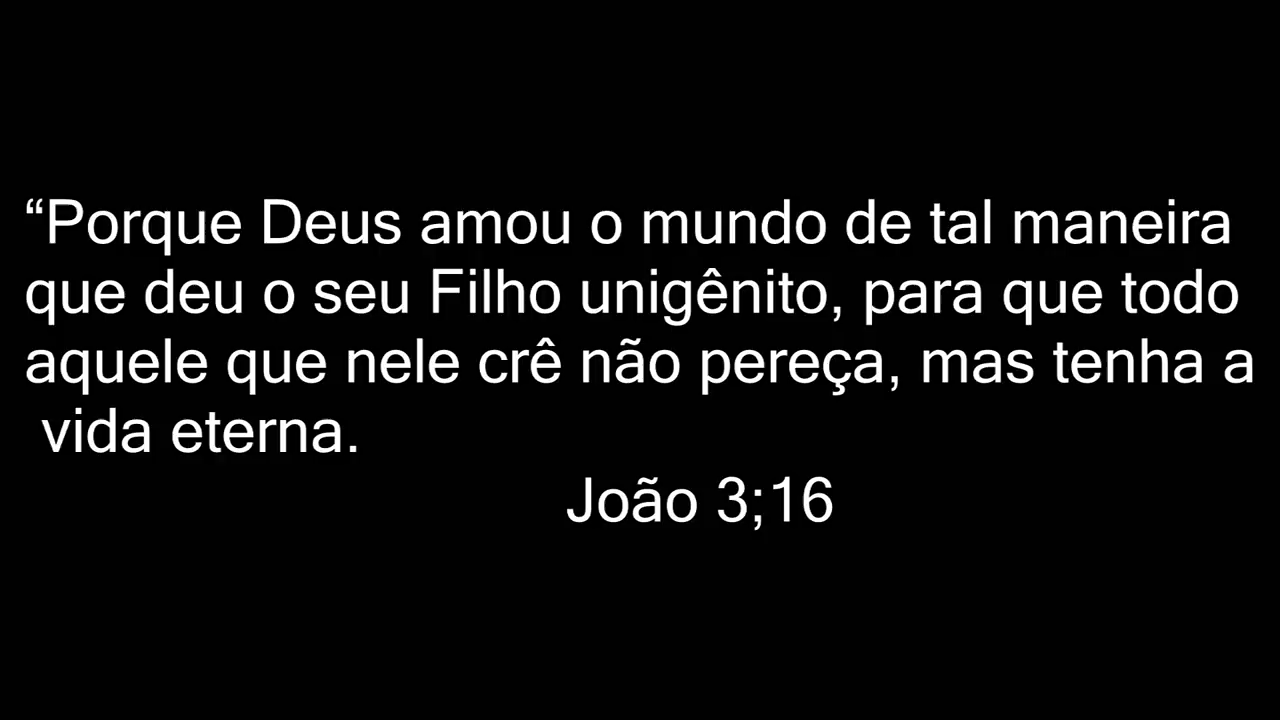 “Porque Deus amou o mundo de tal maneira
que deu o seu Filho unigênito, para que todo
aquele que nele crê não pereça, mas tenha a
vida eterna.
João 3;16